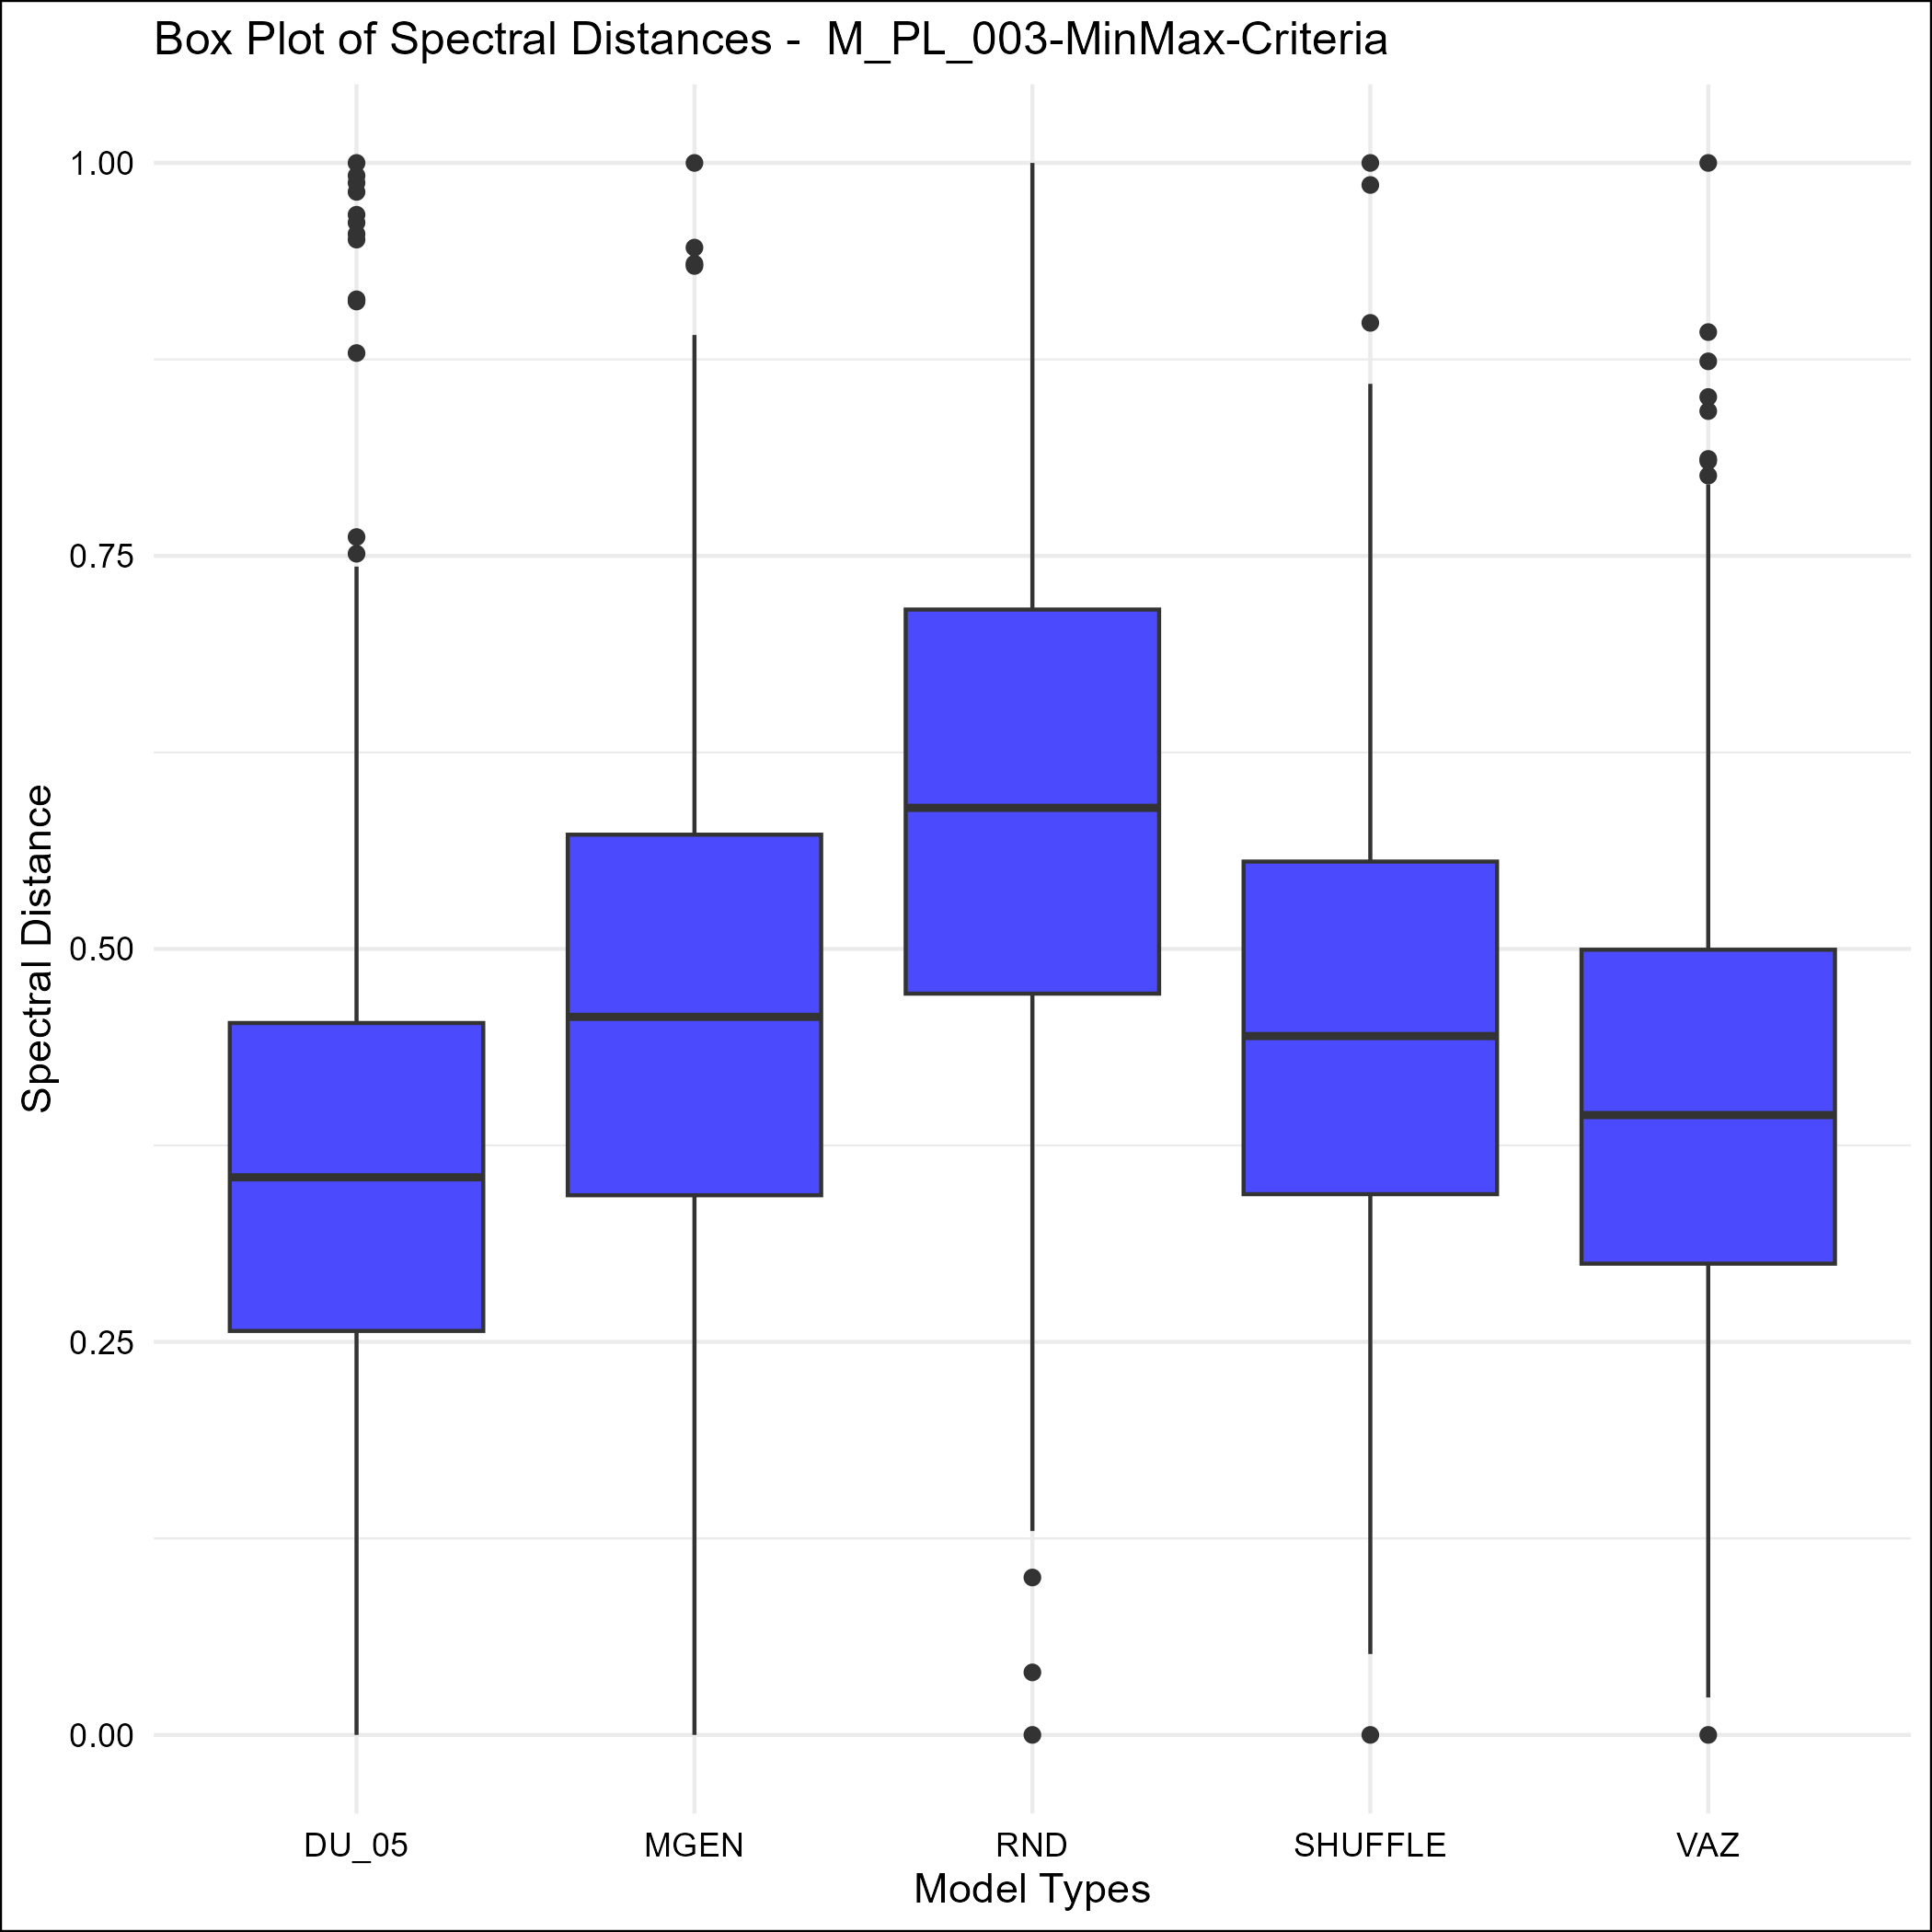 Box Plot of Spectral Distances -  M_PL_003-MinMax-Criteria
Spectral Distance
1.00
0.75
0.50
0.25
0.00
DU_05 MGEN RND SHUFFLE VAZ
Model Types